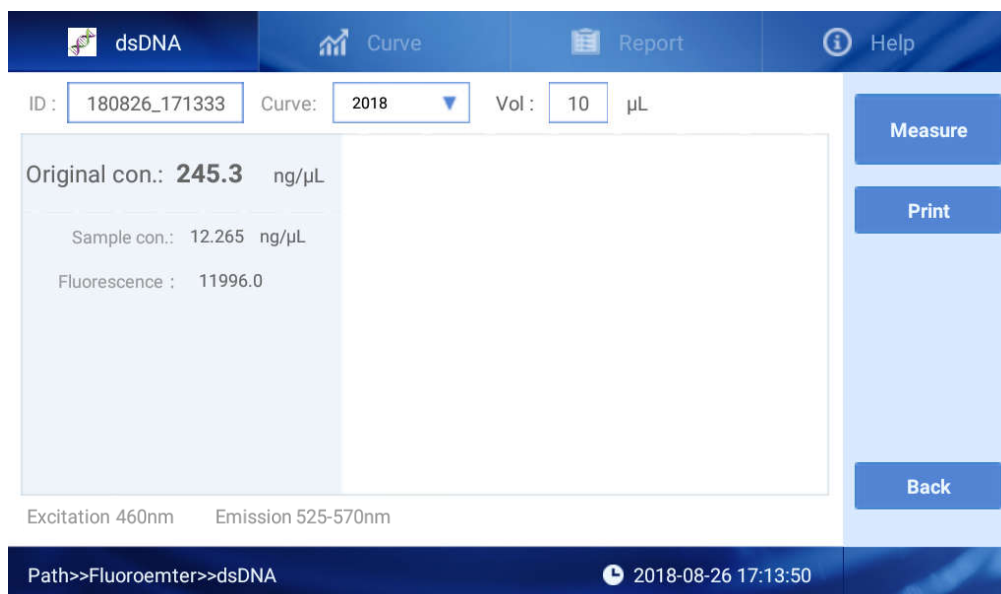 dsDNA Curve Report Help
ID : 180826_171333 Curve: 2018 Vol : 10 µL
Measure
Original con.: 245.3 ng/µL
Print
Sample con.: 12.265 ng/µL
Fluorescence : 11996.0
Back
Excitation 460nm Emission 525-570nm
Path>>Fluoroemter>>dsDNA 2018-08-26 17:13:50